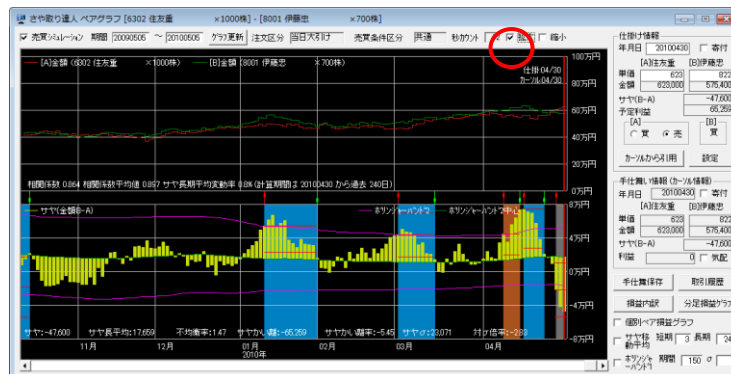 さや取り達人 ペアグラフ [6302 住友重 ×1000株] - [8001 伊藤忠 ×700株]
売買シミュレーション 期間 20090505 ～ 20100505 グラフ更新 注文区分 当日大引け 売買条件区分 共通 秒カウント 縮小
[A]金額 (6302 住友重 ×1000株) [B]金額 (8001 伊藤忠 ×700株)
100万円
仕掛:04/30
カーソル:04/30
80万円
60万円
40万円
20万円
相関係数 0.864 相関係数平均値 0.897 サヤ長期平均変動率 0.8% (計算期間は 20100430 から過去 240日)
0万円
サヤ(金額B-A) ボリンジャーバンド2 ボリンジャーバンド2中心
8万円
4万円
0万円
-4万円
サヤ:-47,600 サヤ長平均:17,659 不均衡率:1.47 サヤかい離:-65,259 サヤかい離率:-5.45 サヤσ:23,071 対σ倍率:-2.83
-8万円
11月 12月 01月 02月 03月 04月
2010年
仕掛け情報
年月日 20100430 寄付
[A]住友重 [B]伊藤忠
単価 623 822
金額 623,000 575,400
サヤ(B-A) -47,600
予定利益 65,259
[A] [B]
買 売 買
カーソルから引用 設定
手仕舞い情報 (カーソル情報)
年月日 20100430 寄付
[A]住友重 [B]伊藤忠
単価 623 822
金額 623,000 575,400
サヤ(B-A) -47,600
利益 0 気配
手仕舞保存 取引履歴
損益内訳 分足損益グラフ
個別ペア損益グラフ
サヤ移動平均 短期 3 長期 24
ボリンジャーバンド 期間 150 σ